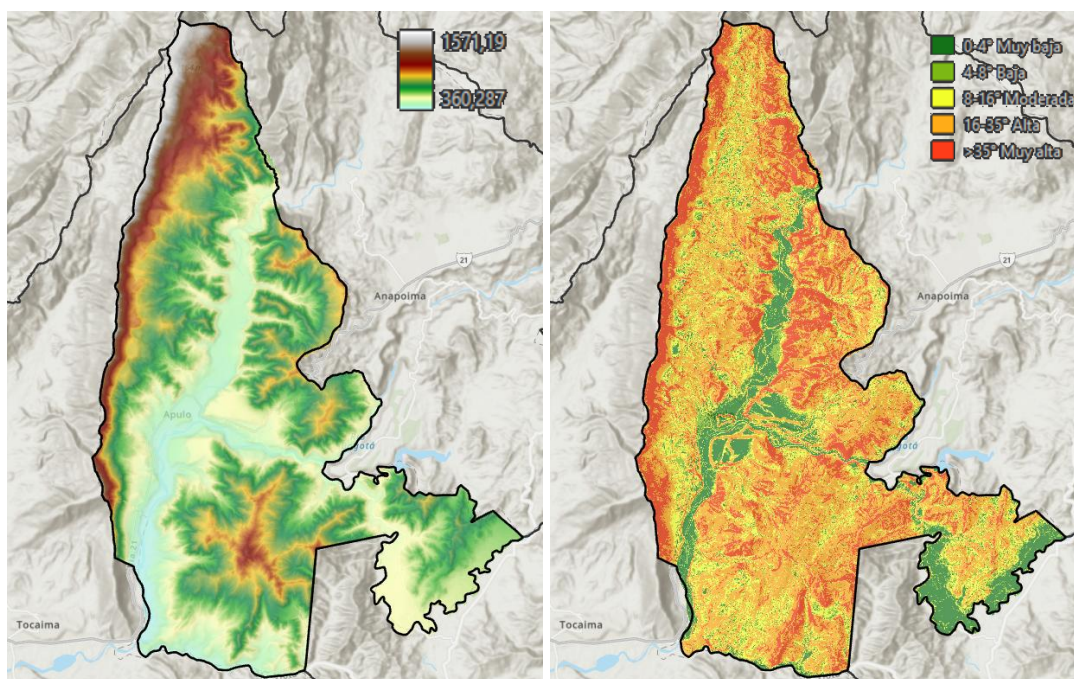 1571,19
360,287
21
Anapoima
Apulo
Tocaima
0-4° Muy baja
4-8° Baja
8-16° Moderada
16-35° Alta
>35° Muy alta
21
Anapoima
Tocaima